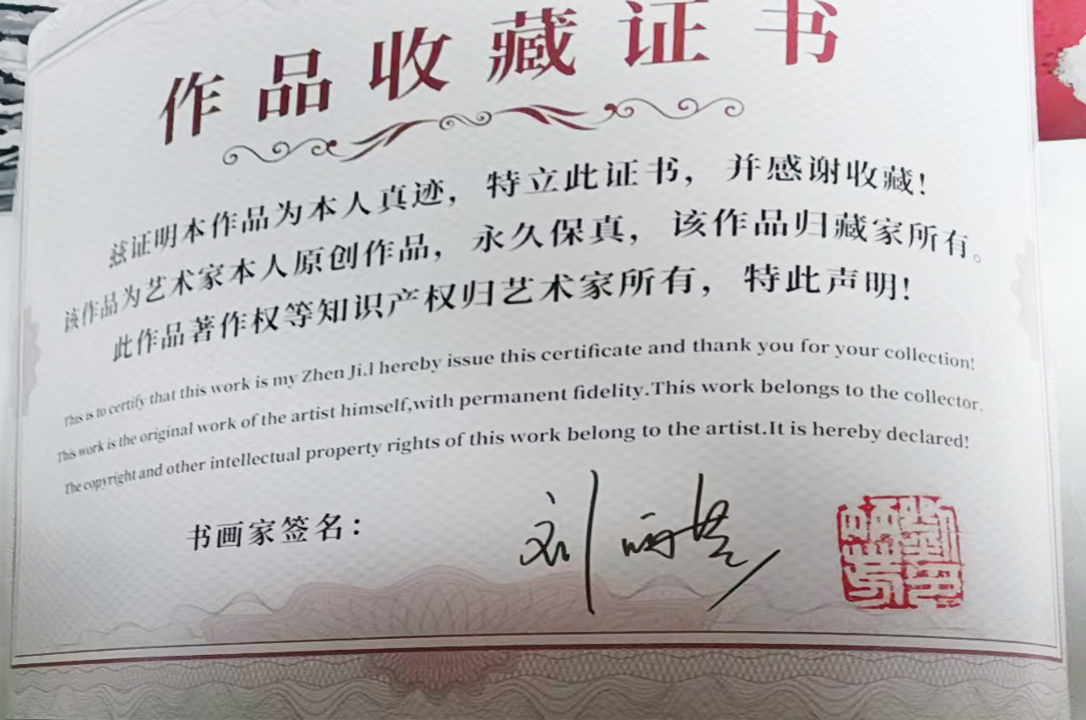 作品收藏证书
兹证明本作品为本人真迹，特立此证书，并感谢收藏！
该作品为艺术家本人原创作品，永久保真，该作品归藏家所有。
此作品著作权等知识产权归艺术家所有，特此声明！
This is to certify that this work is my Zhen Ji.I hereby issue this certificate and thank you for your collection!
This work is the original work of the artist himself,with permanent fidelity.This work belongs to the collector.
The copyright and other intellectual property rights of this work belong to the artist.It is hereby declared!
书画家签名：
刘